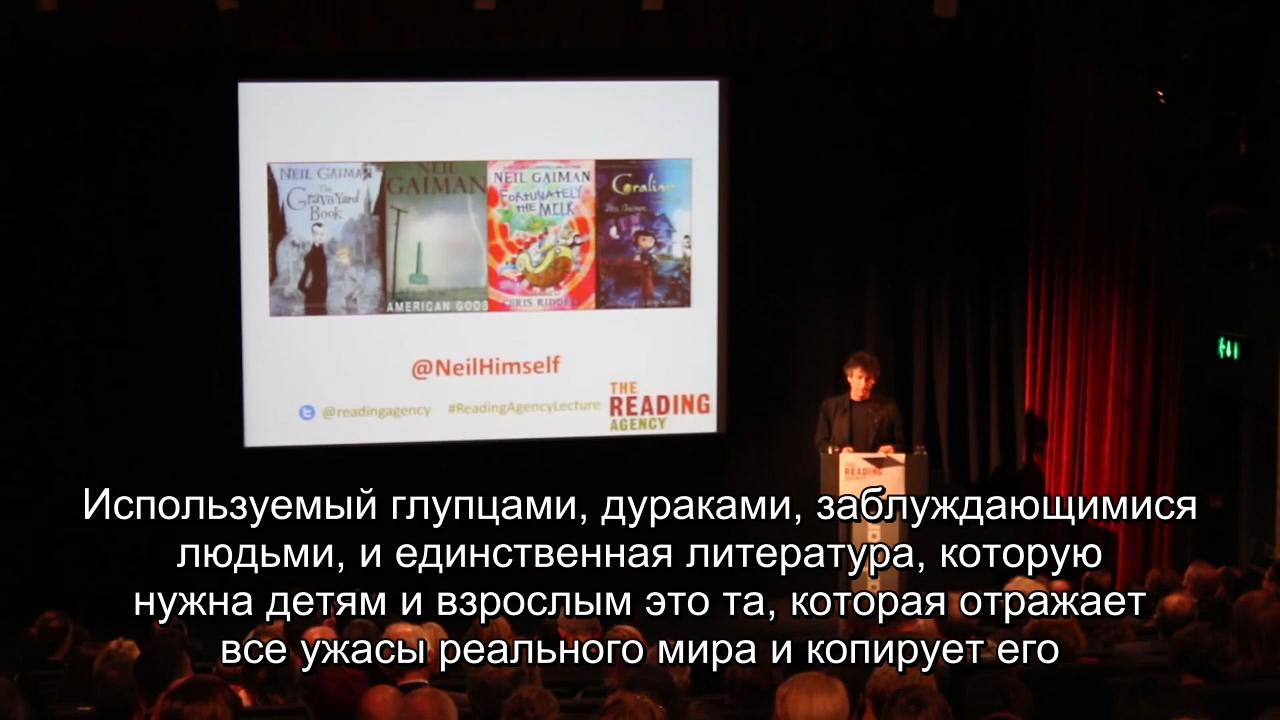 NEIL GAIMAN
The
GraveYard
Book
NEIL
GAIMAN
AMERICAN GODS
NEIL GAIMAN
FORTUNATELY
THE MILK
CHRIS RIDDELL
Coraline
@NeilHimself
@readingagency #ReadingAgencyLecture
THE
READING
AGENCY
READING
Используемый глупцами, дураками, заблуждающимися
людьми, и единственная литература, которую
нужна детям и взрослым это та, которая отражает
все ужасы реального мира и копирует его